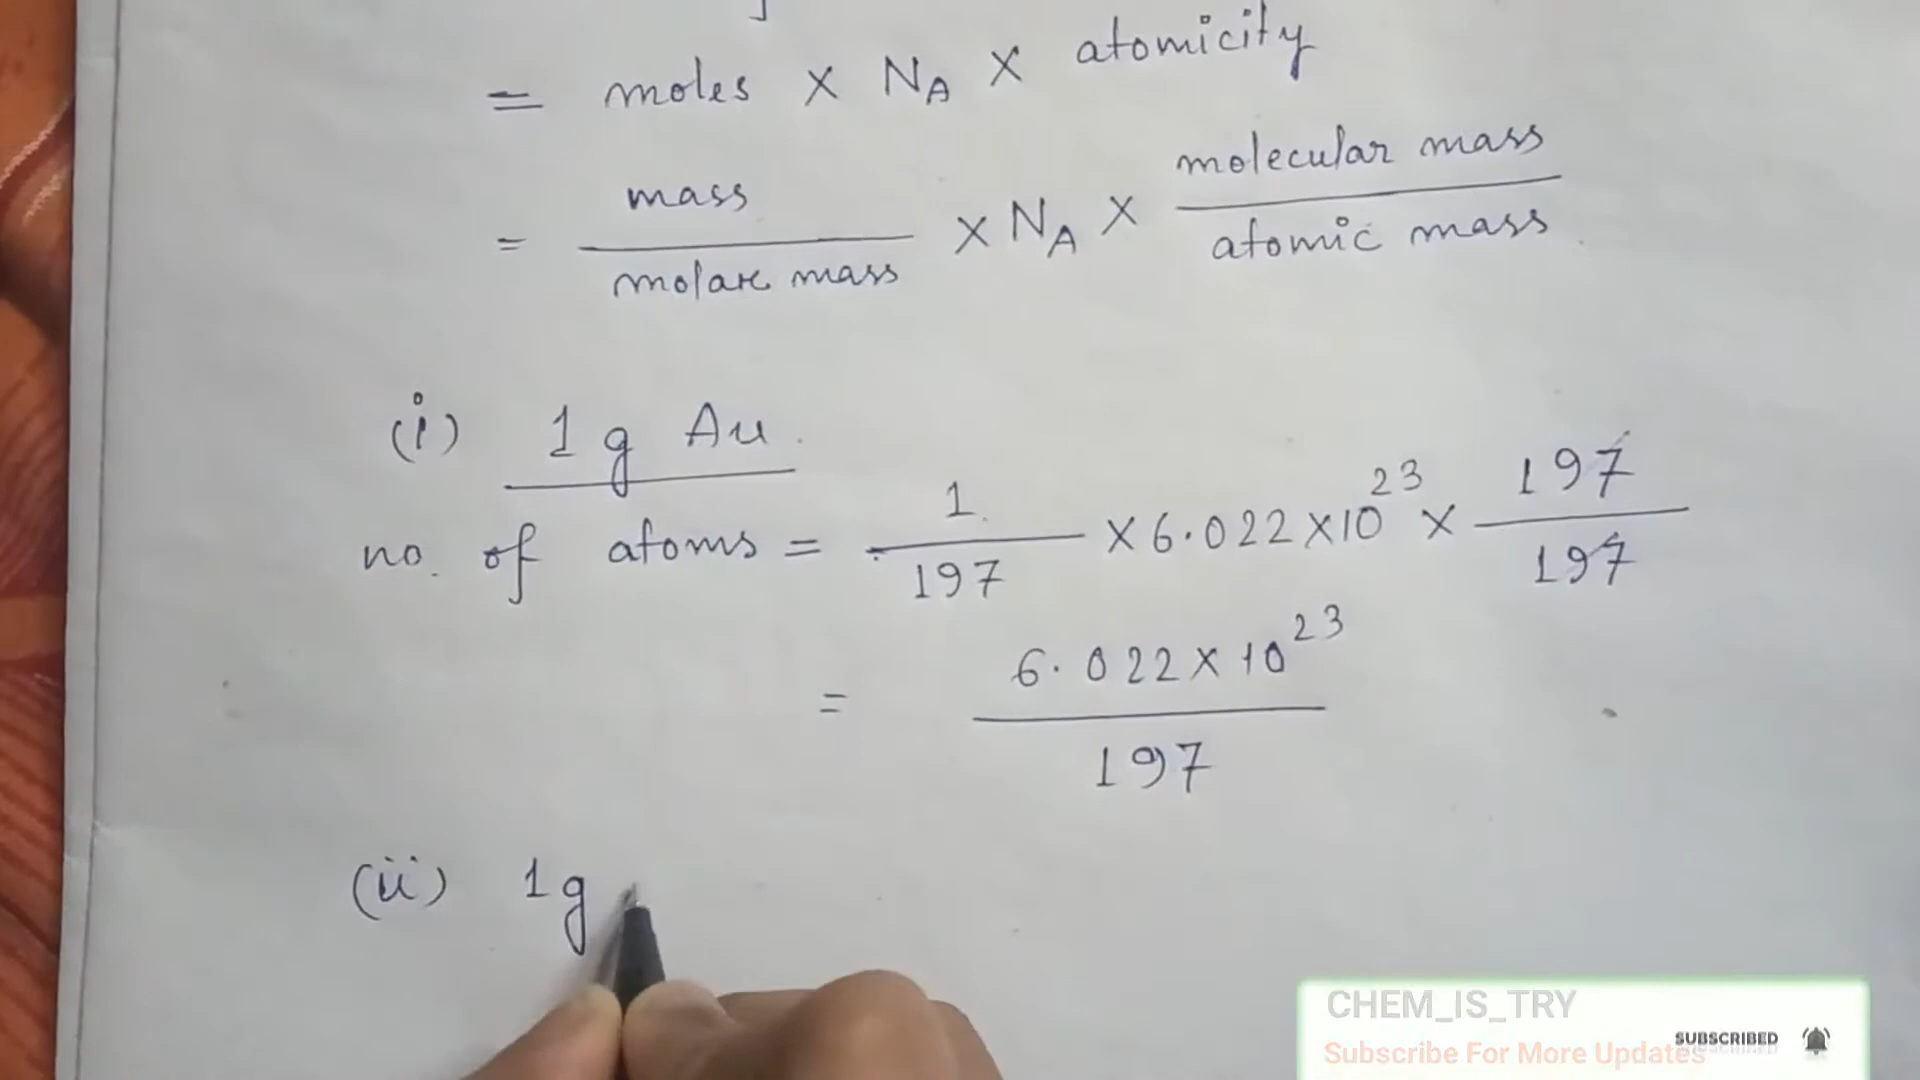 = moles × N_A × atomicity
= mass / molar mass × N_A × molecular mass / atomic mass
(i) 1 g Au
no. of atoms = 1 / 197 × 6.022 × 10^23 × 197 / 197
= 6.022 × 10^23 / 197
(ii) 1g
CHEM_IS_TRY
Subscribe For More Updates
SUBSCRIBED